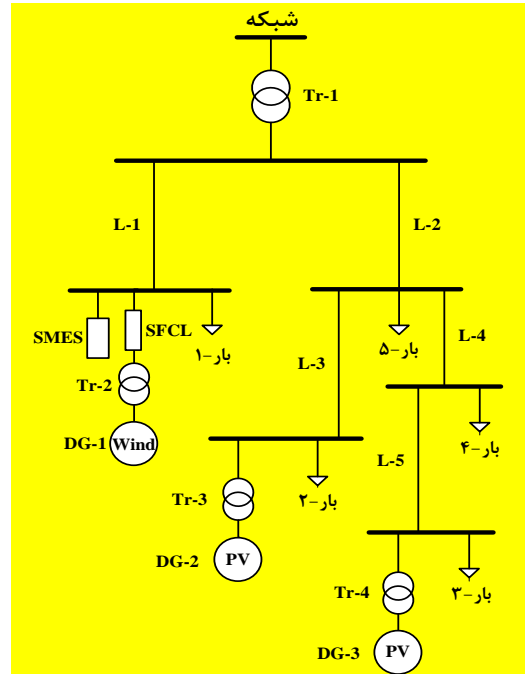 شبکه
Tr-1
L-1
L-2
SMES
SFCL
بار-۱
Tr-2
DG-1
Wind
L-3
بار-۵
L-4
Tr-3
بار-۲
DG-2
PV
L-5
بار-۴
Tr-4
بار-۳
DG-3
PV